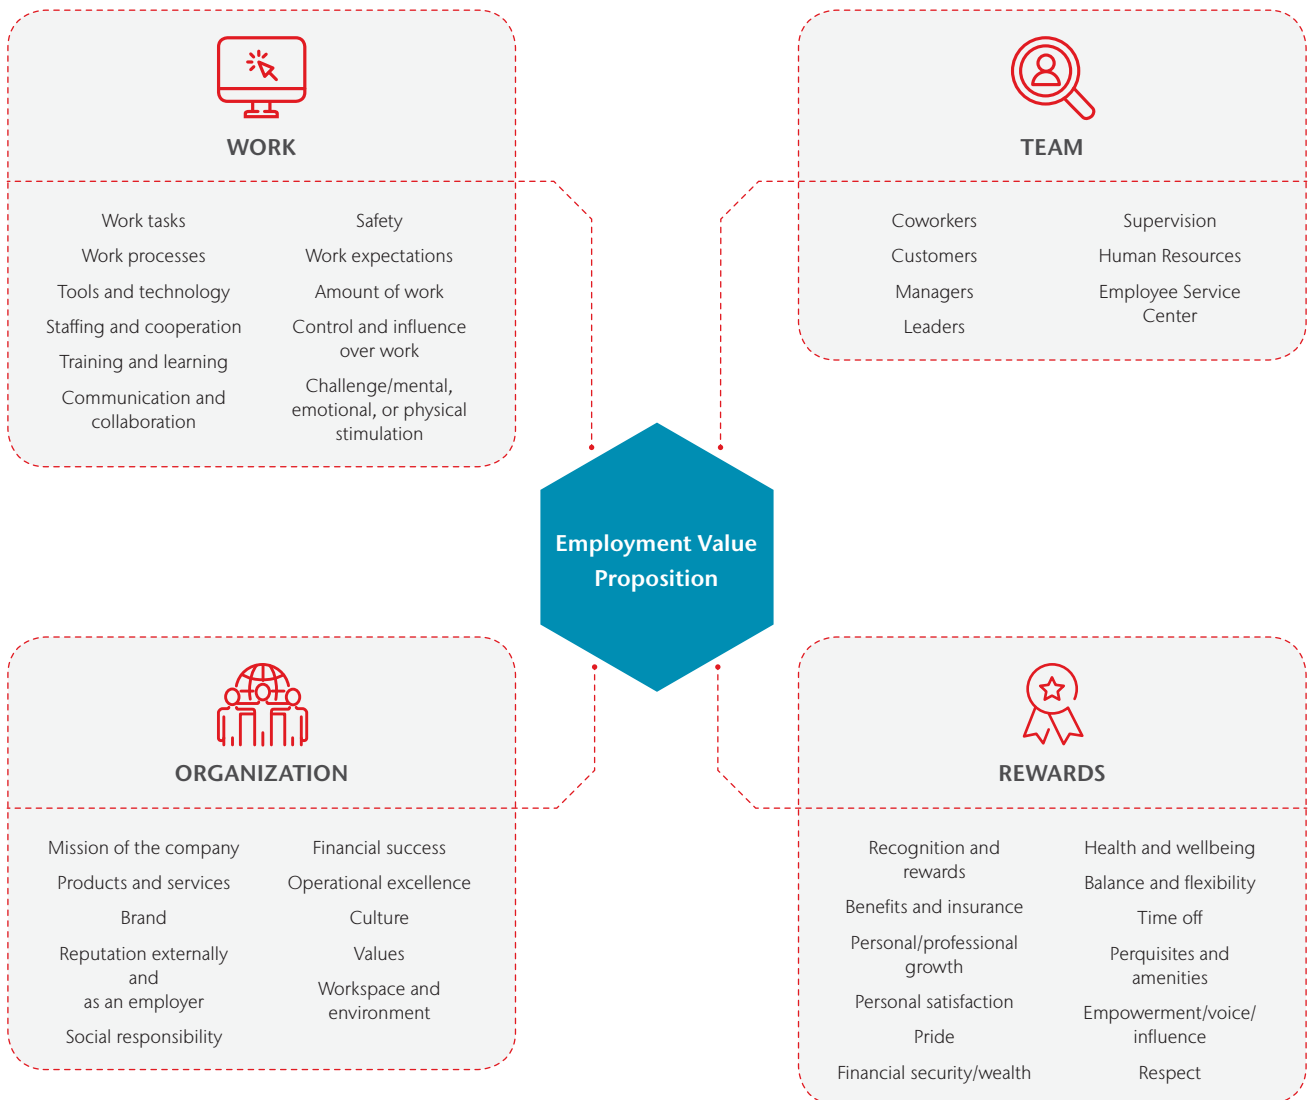 WORK
Work tasks
Work processes
Tools and technology
Staffing and cooperation
Training and learning
Communication and
collaboration
Safety
Work expectations
Amount of work
Control and influence
over work
Challenge/mental,
emotional, or physical
stimulation
TEAM
Coworkers
Customers
Managers
Leaders
Supervision
Human Resources
Employee Service
Center
Employment Value
Proposition
ORGANIZATION
Mission of the company
Products and services
Brand
Reputation externally
and
as an employer
Social responsibility
Financial success
Operational excellence
Culture
Values
Workspace and
environment
REWARDS
Recognition and
rewards
Benefits and insurance
Personal/professional
growth
Personal satisfaction
Pride
Financial security/wealth
Health and wellbeing
Balance and flexibility
Time off
Perquisites and
amenities
Empowerment/voice/
influence
Respect